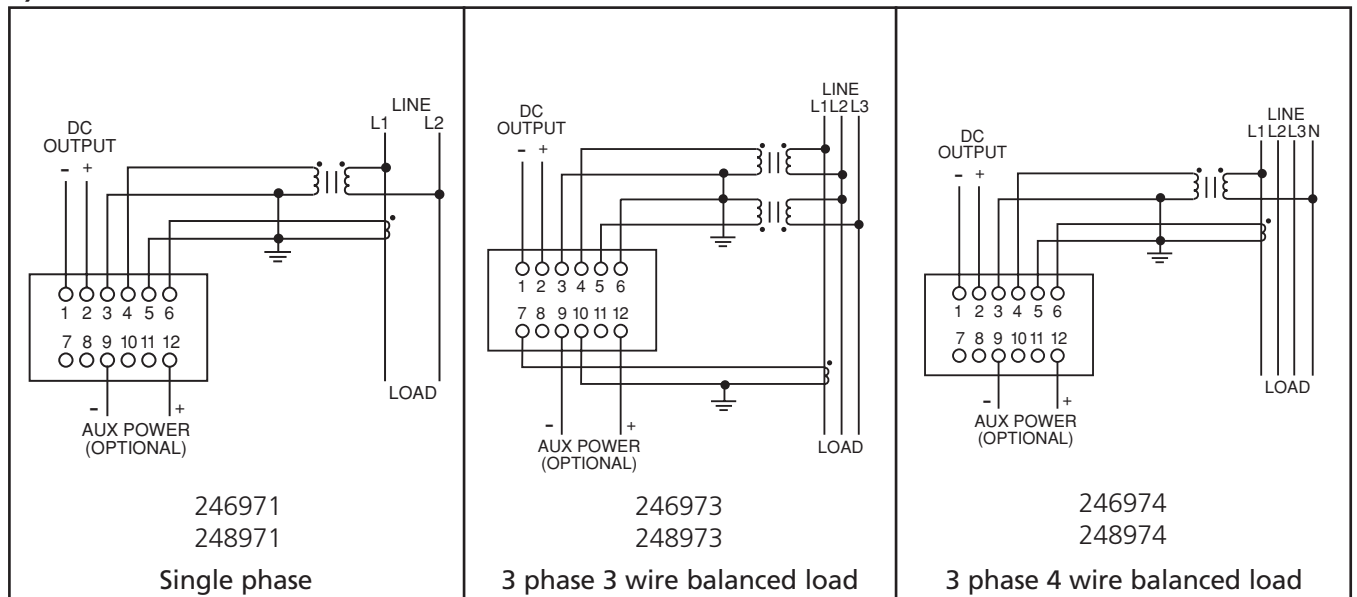 LINE
L1 L2
DC
OUTPUT
- +
1 2 3 4 5 6
7 8 9 10 11 12
LOAD
- +
AUX POWER
(OPTIONAL)
246971
248971
Single phase
LINE
L1 L2 L3
DC
OUTPUT
- +
1 2 3 4 5 6
7 8 9 10 11 12
- +
AUX POWER
(OPTIONAL)
LOAD
246973
248973
3 phase 3 wire balanced load
LINE
L1 L2 L3 N
DC
OUTPUT
- +
1 2 3 4 5 6
7 8 9 10 11 12
LOAD
- +
AUX POWER
(OPTIONAL)
246974
248974
3 phase 4 wire balanced load